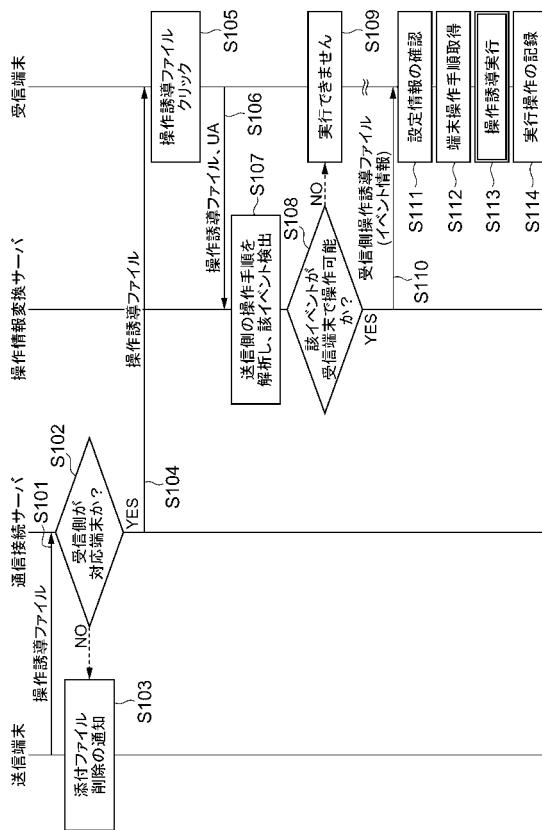 送信端末
通信接続サーバ
操作情報変換サーバ
受信端末
操作誘導ファイル
S101
受信側が
対応端末か?
S102
NO
添付ファイル
削除の通知
S103
YES
S104
操作誘導ファイル
操作誘導ファイル
クリック
S105
操作誘導ファイル、UA
S106
送信側の操作手順を
解析し、該イベント検出
S107
該イベントが
受信端末で操作可能
か?
S108
NO
実行できません
S109
YES
受信側操作誘導ファイル
(イベント情報)
S110
設定情報の確認
S111
端末操作手順取得
S112
操作誘導実行
S113
実行操作の記録
S114